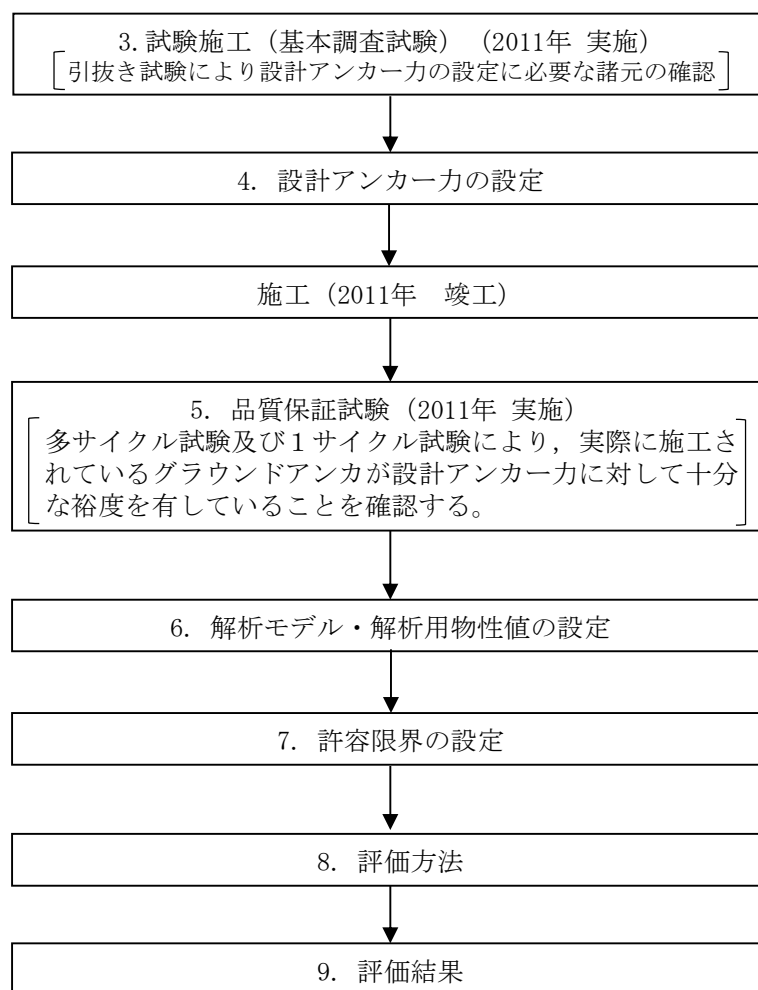 3.試験施工（基本調査試験）（2011年 実施）
引抜き試験により設計アンカー力の設定に必要な諸元の確認
4. 設計アンカー力の設定
施工（2011年　竣工）
5. 品質保証試験（2011年 実施）
多サイクル試験及び１サイクル試験により，実際に施工さ
れているグラウンドアンカが設計アンカー力に対して十分
な裕度を有していることを確認する。
6. 解析モデル・解析用物性値の設定
7. 許容限界の設定
8. 評価方法
9. 評価結果